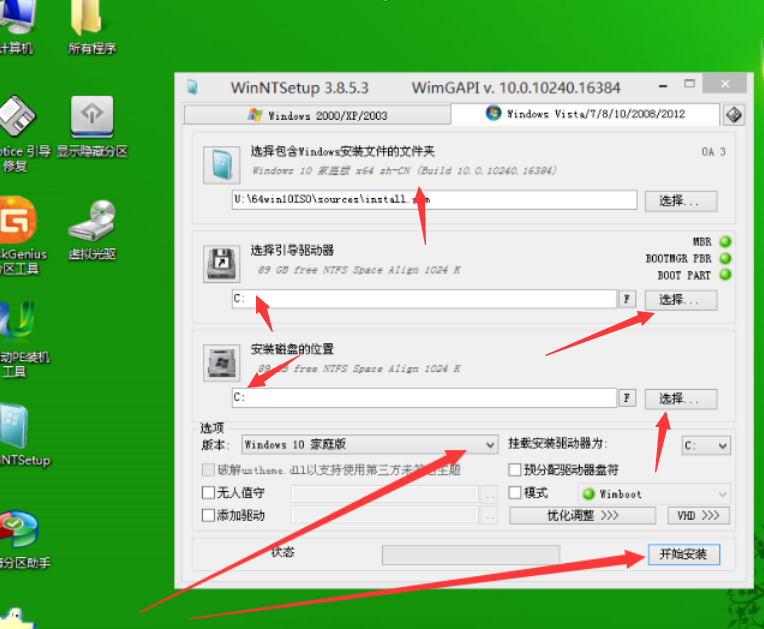 计算机
所有程序
引导
修复
显示隐藏分区
kGenius
区工具
虚拟光驱
动PE装机
工具
NTSetup
分区助手
WinNTSetup 3.8.5.3
WimGAPI v. 10.0.10240.16384
Windows 2000/XP/2003
Windows Vista/7/8/10/2008/2012
选择包含Windows安装文件的文件夹
OA 3
Windows 10 家庭版 x64 zh-CN (Build 10.0.10240.16384)
U:\64win10ISO\sources\install.
选择...
选择引导驱动器
MBR
89 GB free NTFS Space Align 1024 K
BOOTMGR PBR
BOOT PART
C:
F
选择...
安装磁盘的位置
89 GB free NTFS Space Align 1024 K
C:
F
选择...
选项
版本:
Windows 10 家庭版
挂载安装驱动器为:
C:
破解uxtheme.dll以支持使用第三方未签名主题
预分配驱动器盘符
无人值守
..
模式
Wimboot
添加驱动
..
优化调整 >>>
VHD >>>
状态
开始安装